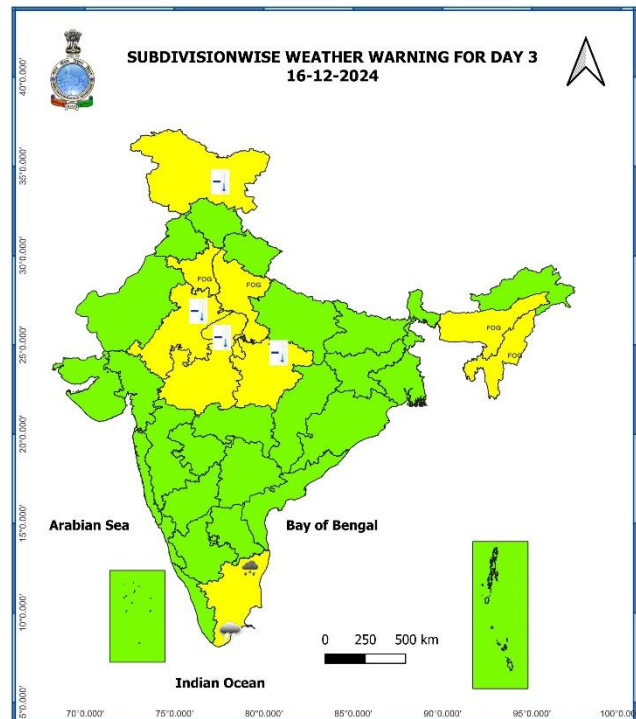 SUBDIVISIONWISE WEATHER WARNING FOR DAY 3
16-12-2024
40°0.000'
35°0.000'
30°0.000'
25°0.000'
20°0.000'
15°0.000'
10°0.000'
5°0.000'
FOG
FOG
FOG
FOG
Arabian Sea
Bay of Bengal
0 250 500 km
Indian Ocean
70°0.000' 75°0.000' 80°0.000' 85°0.000' 90°0.000' 95°0.000' 100°0.0